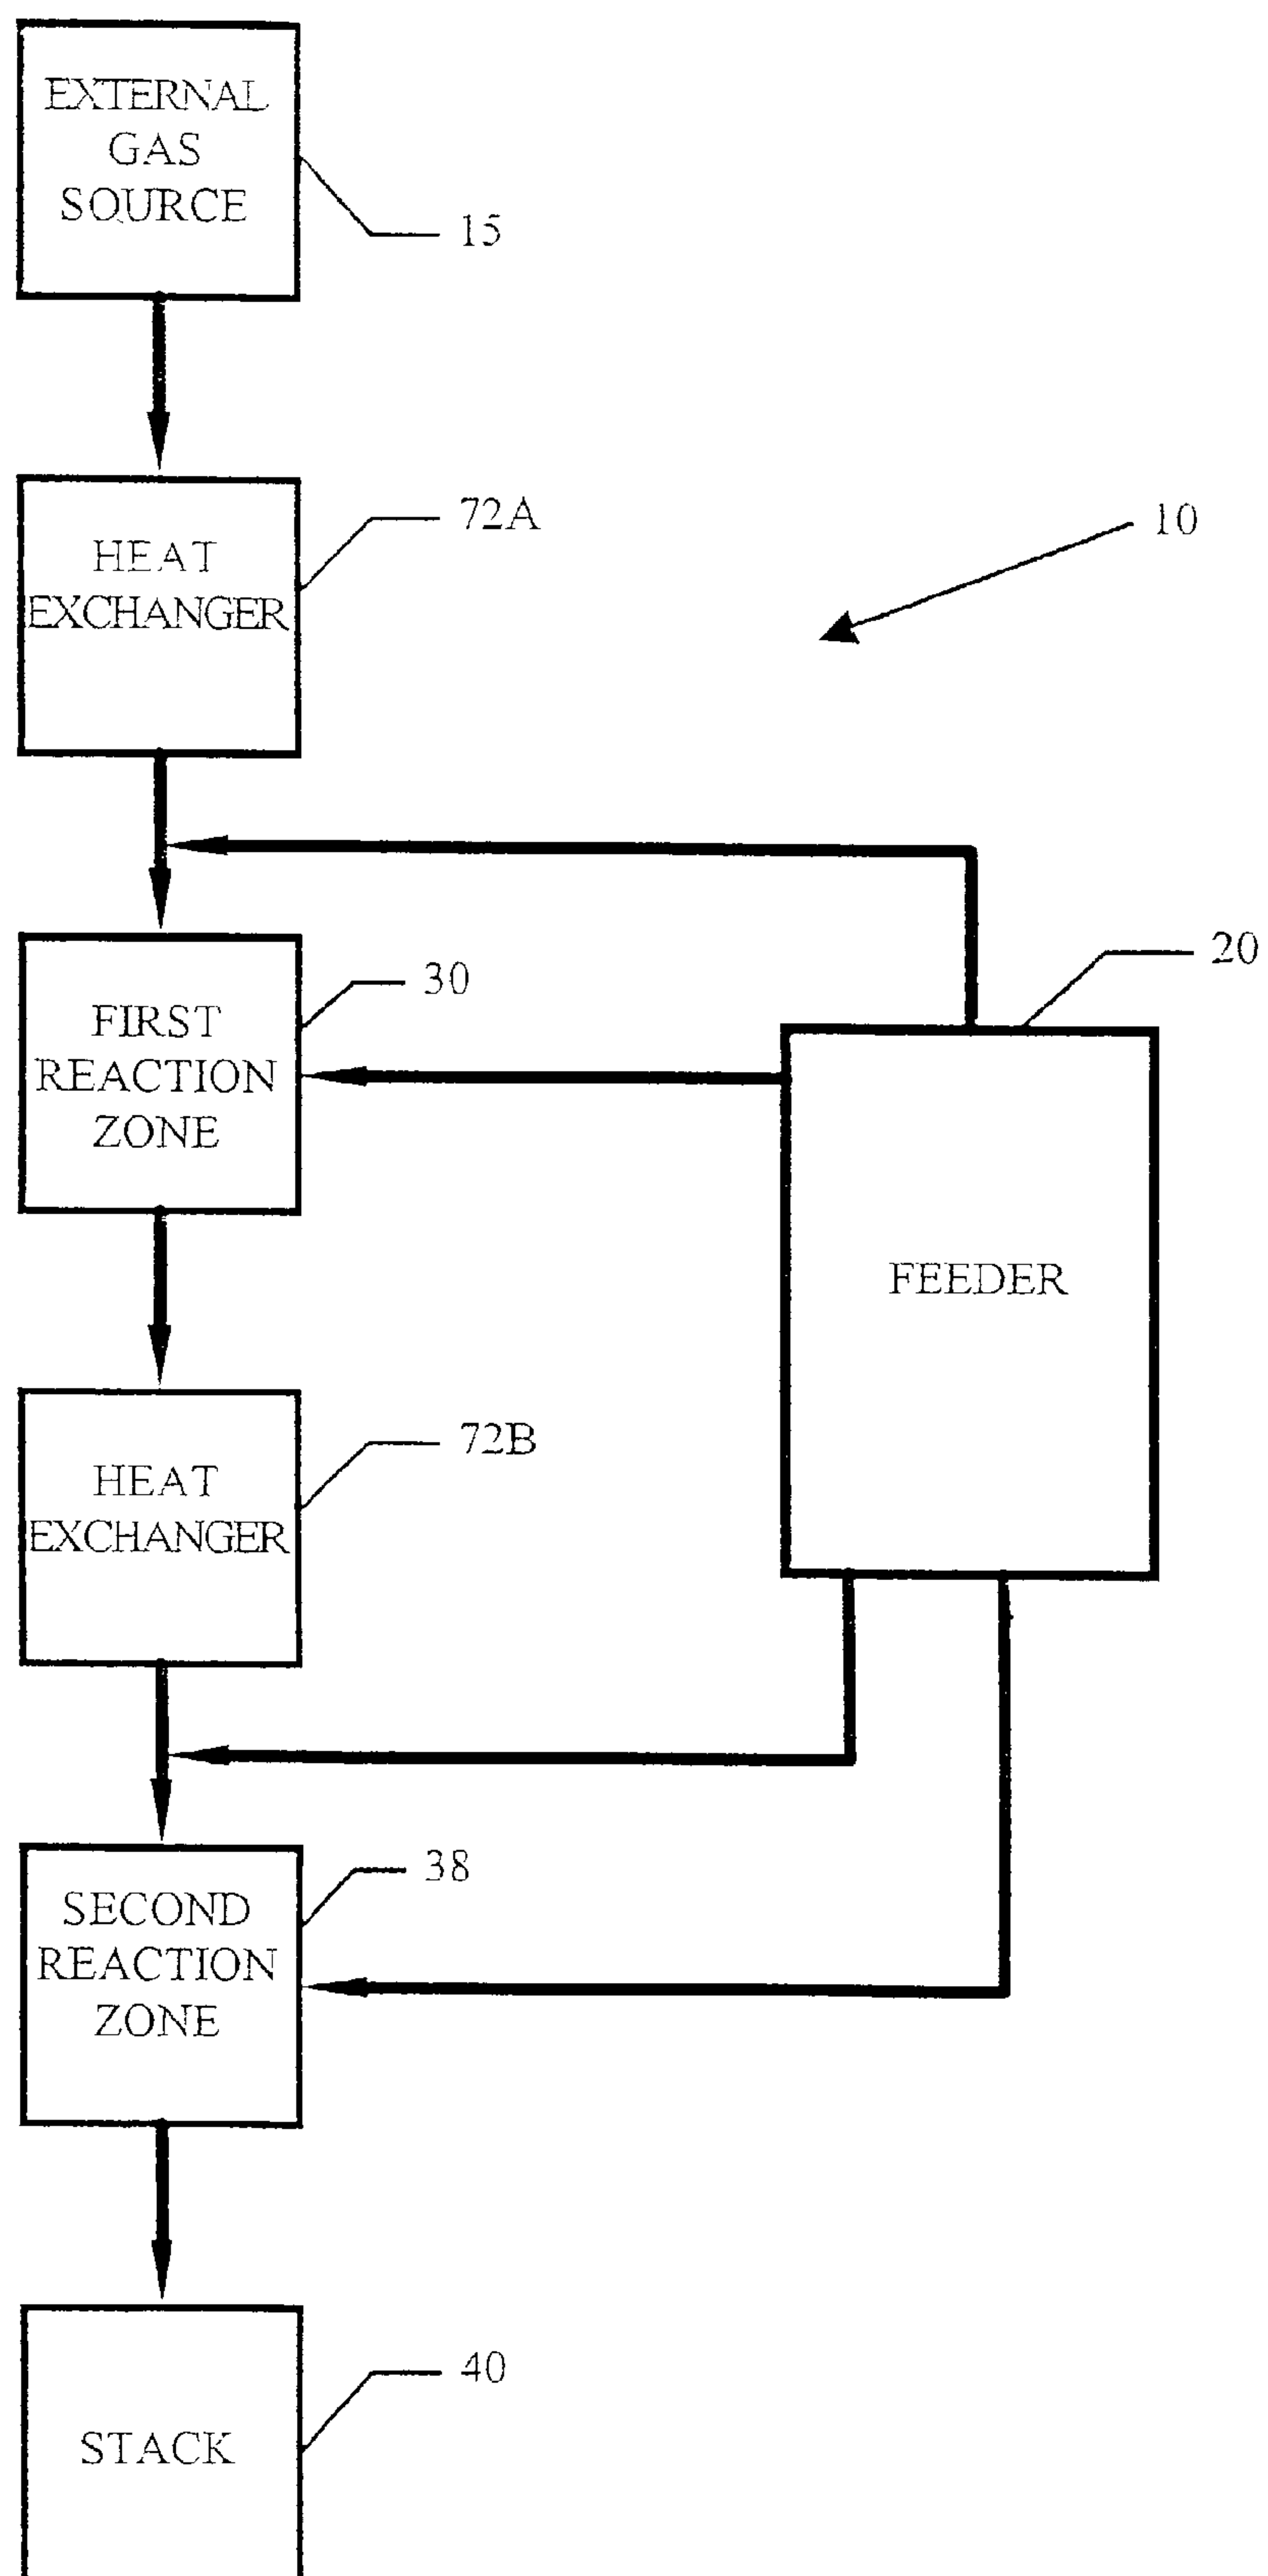 EXTERNAL
GAS
SOURCE
15
HEAT
EXCHANGER
72A
10
FIRST
REACTION
ZONE
30
20
FEEDER
HEAT
EXCHANGER
72B
SECOND
REACTION
ZONE
38
STACK
40